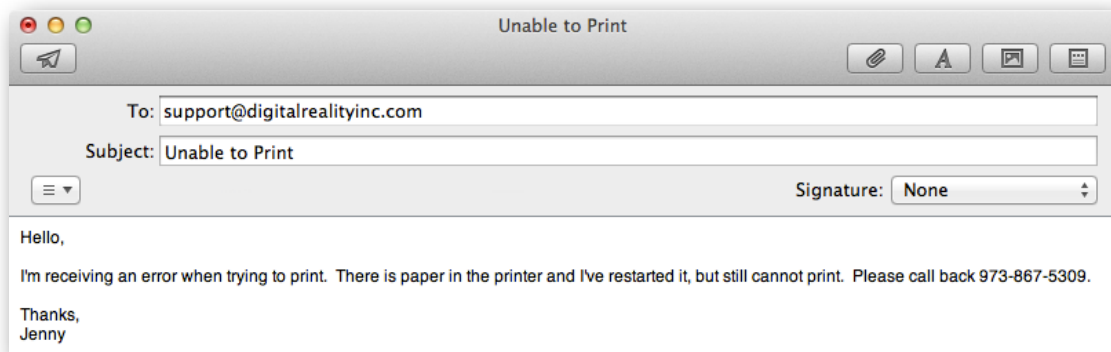 Unable to Print
To: support@digitalrealityinc.com
Subject: Unable to Print
Signature: None
Hello,
I'm receiving an error when trying to print.  There is paper in the printer and I've restarted it, but still cannot print.  Please call back 973-867-5309.
Thanks,
Jenny